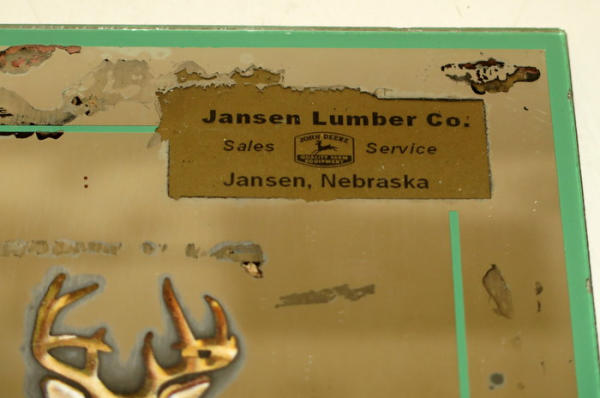 Jansen Lumber Co.
Sales JOHN DEERE Service
QUALITY FARM
EQUIPMENT
Jansen, Nebraska